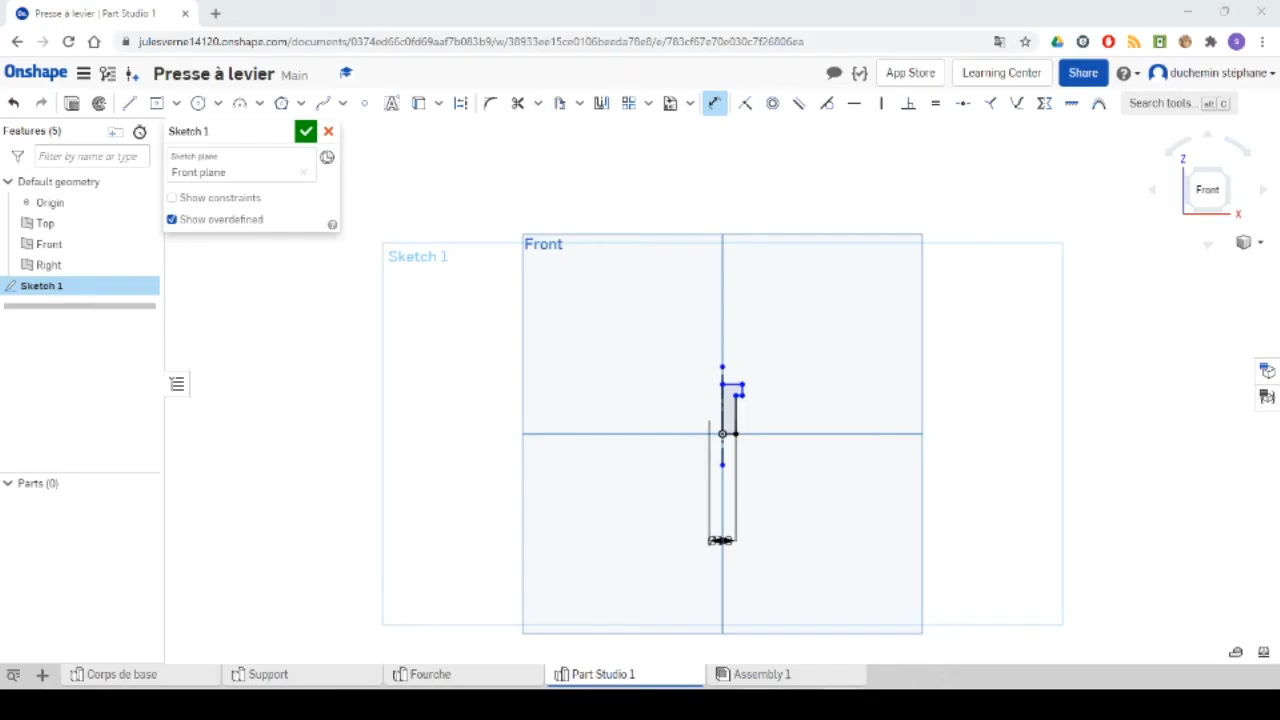 Presse à levier | Part Studio 1
julesverne14120.onshape.com/documents/0374ed66c0fd69aaf7b083b9/w/38933ee15ce0106beeda78e8/e/783cf67e70e030c7f26806ea
Onshape Presse à levier Main App Store Learning Center Share duchemin stéphane
Search tools... alt C
Features (5)
Filter by name or type
Default geometry
Origin
Top
Front
Right
Sketch 1
Parts (0)
Sketch 1
Sketch plane
Front plane
Show constraints
Show overdefined
Front
Sketch 1
Z
Front
X
Corps de base Support Fourche Part Studio 1 Assembly 1